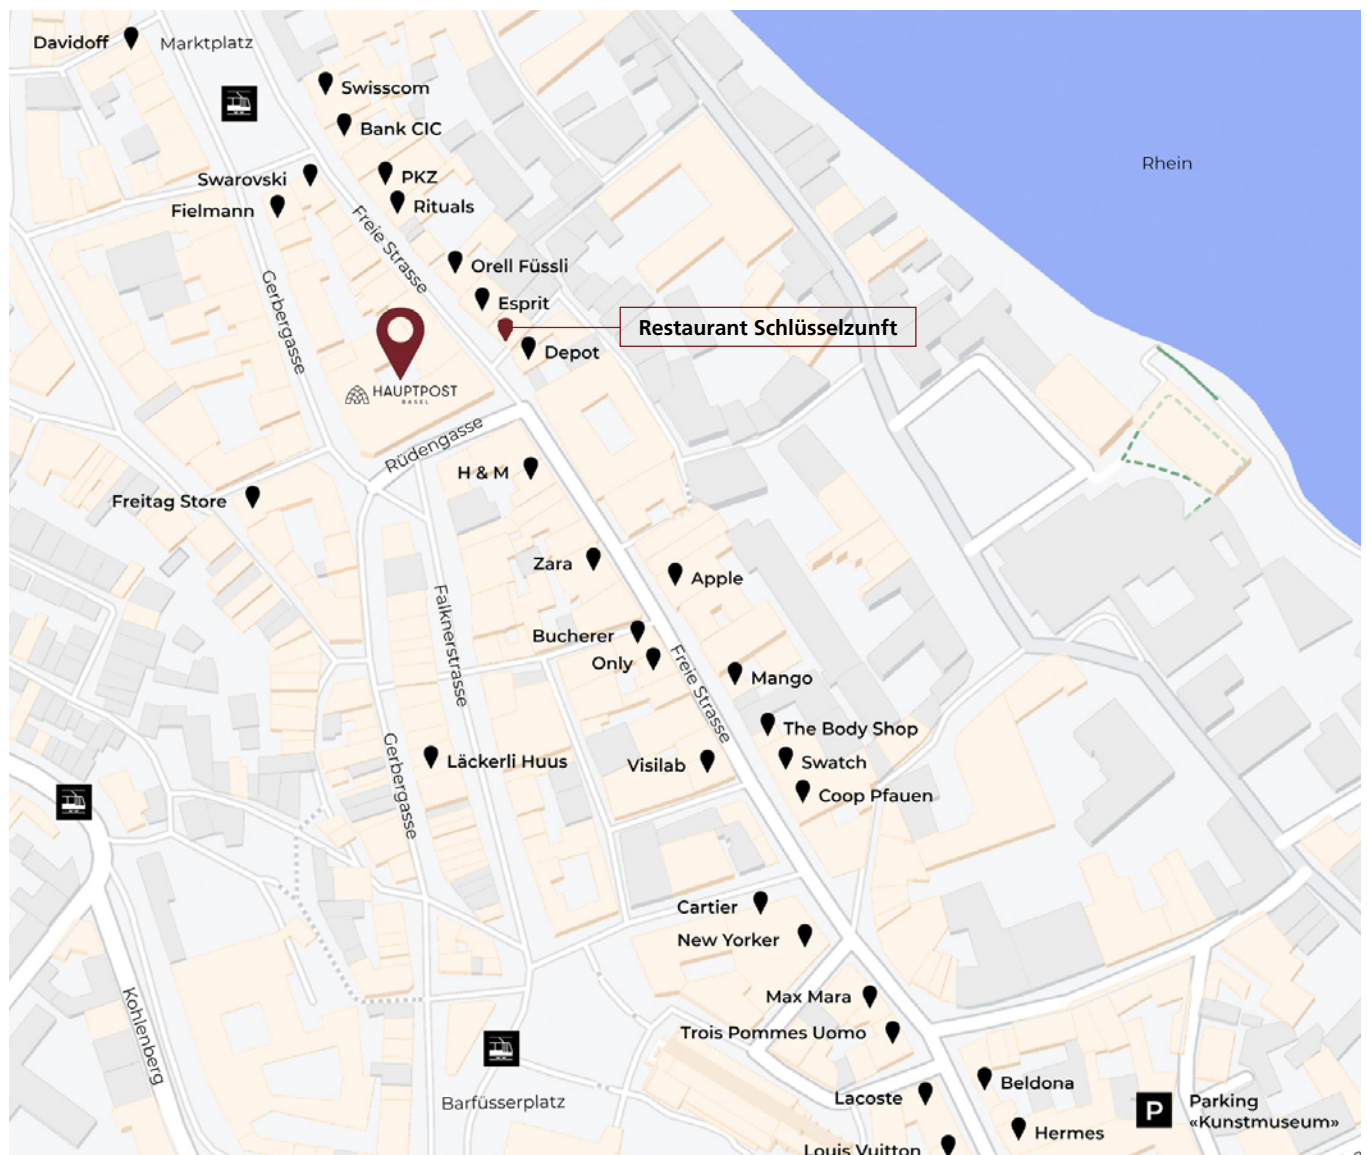 Davidoff
Marktplatz
Swisscom
Bank CIC
Rhein
Swarovski
PKZ
Fielmann
Rituals
Freie Strasse
Orell Füssli
Gerbergasse
Esprit
Restaurant Schlüsselzunft
Depot
HAUPTPOST
BASEL
Rüdengasse
H & M
Freitag Store
Zara
Apple
Falknerstrasse
Bucherer
Only
Freie Strasse
Mango
The Body Shop
Gerbergasse
Läckerli Huus
Visilab
Swatch
Coop Pfauen
Cartier
New Yorker
Kohlenberg
Max Mara
Trois Pommes Uomo
Beldona
Barfüsserplatz
Lacoste
P
Parking
«Kunstmuseum»
Hermes
Louis Vuitton